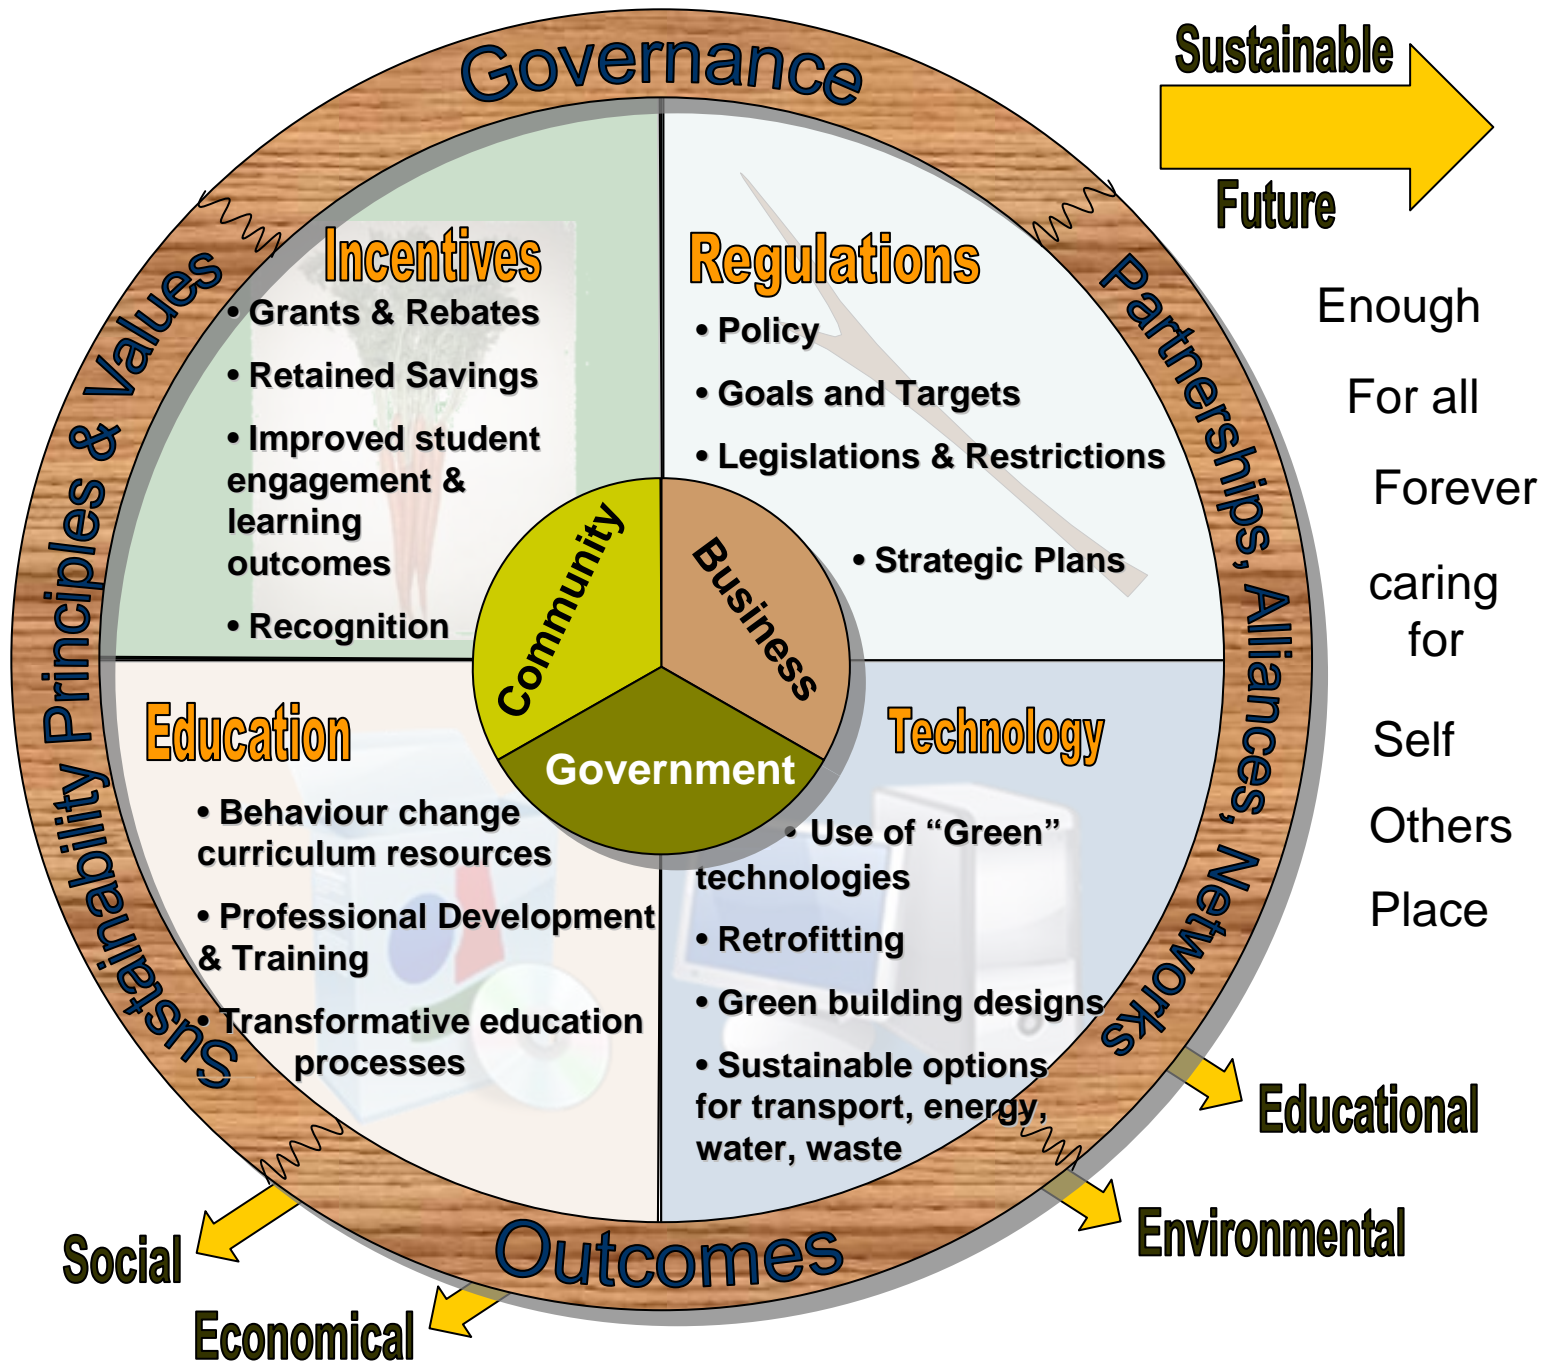 Governance
Sustainable
Future
Sustainability Principles & Values
Partnerships, Alliances, Networks
Incentives
• Grants & Rebates
• Retained Savings
• Improved student
engagement &
learning
outcomes
• Recognition
Regulations
• Policy
• Goals and Targets
• Legislations & Restrictions
• Strategic Plans
Community
Business
Government
Education
• Behaviour change
curriculum resources
• Professional Development
& Training
• Transformative education
processes
Technology
• Use of “Green”
technologies
• Retrofitting
• Green building designs
• Sustainable options
for transport, energy,
water, waste
Enough
For all
Forever
caring
for
Self
Others
Place
Outcomes
Educational
Environmental
Social
Economical